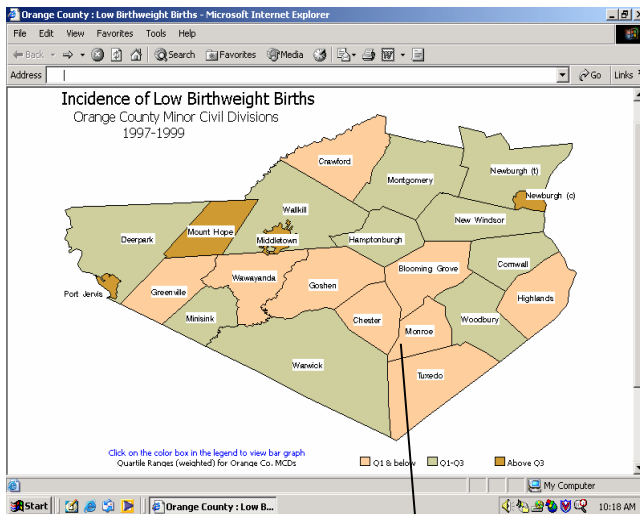 Orange County : Low Birthweight Births - Microsoft Internet Explorer
File Edit View Favorites Tools Help
Back Search Favorites Media
Address Go Links
Incidence of Low Birthweight Births
Orange County Minor Civil Divisions
1997-1999
Crawford
Montgomery
Newburgh (t)
Newburgh (c)
Wallkill
New Windsor
Mount Hope
Deerpark
Middletown
Hamptonburgh
Cornwall
Blooming Grove
Wawayanda
Goshen
Port Jervis
Greenville
Highlands
Minisink
Chester
Monroe
Woodbury
Warwick
Tuxedo
Click on the color box in the legend to view bar graph
Quartile Ranges (weighted) for Orange Co. MCDs
Q1 & below Q1-Q3 Above Q3
My Computer
Start Orange County : Low B... 10:18 AM